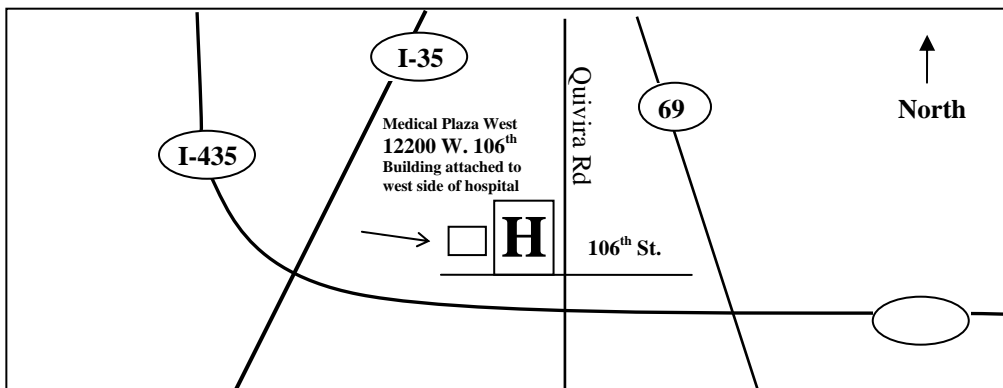 I-35
69
North
Medical Plaza West
12200 W. 106th
Building attached to
west side of hospital
I-435
Quivira Rd
H
106th St.